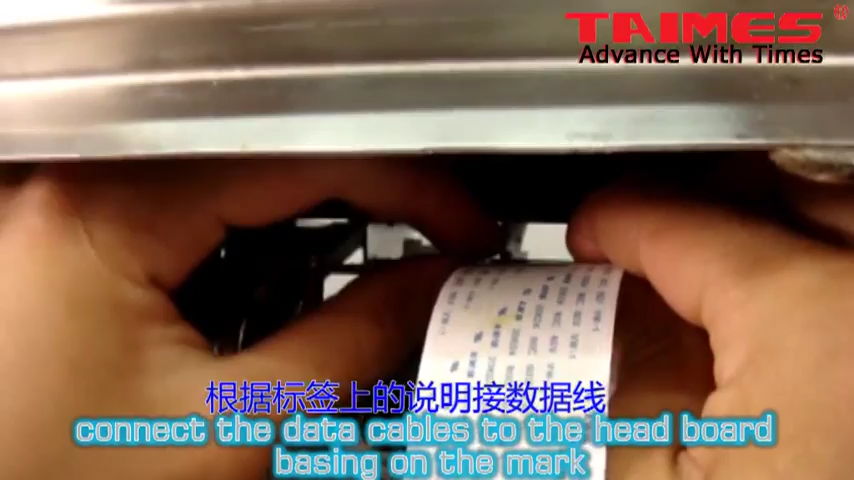 TAIMES®
Advance With Times
根据标签上的说明接数据线
connect the data cables to the head board
basing on the mark